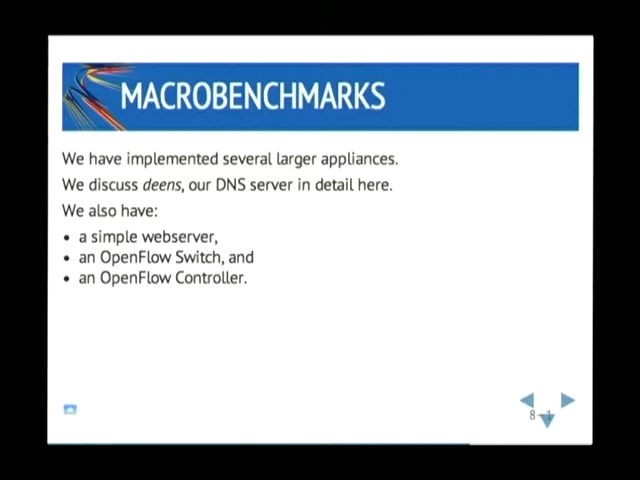 MACROBENCHMARKS
We have implemented several larger appliances.
We discuss deens, our DNS server in detail here.
We also have:
• a simple webserver,
• an OpenFlow Switch, and
• an OpenFlow Controller.
8